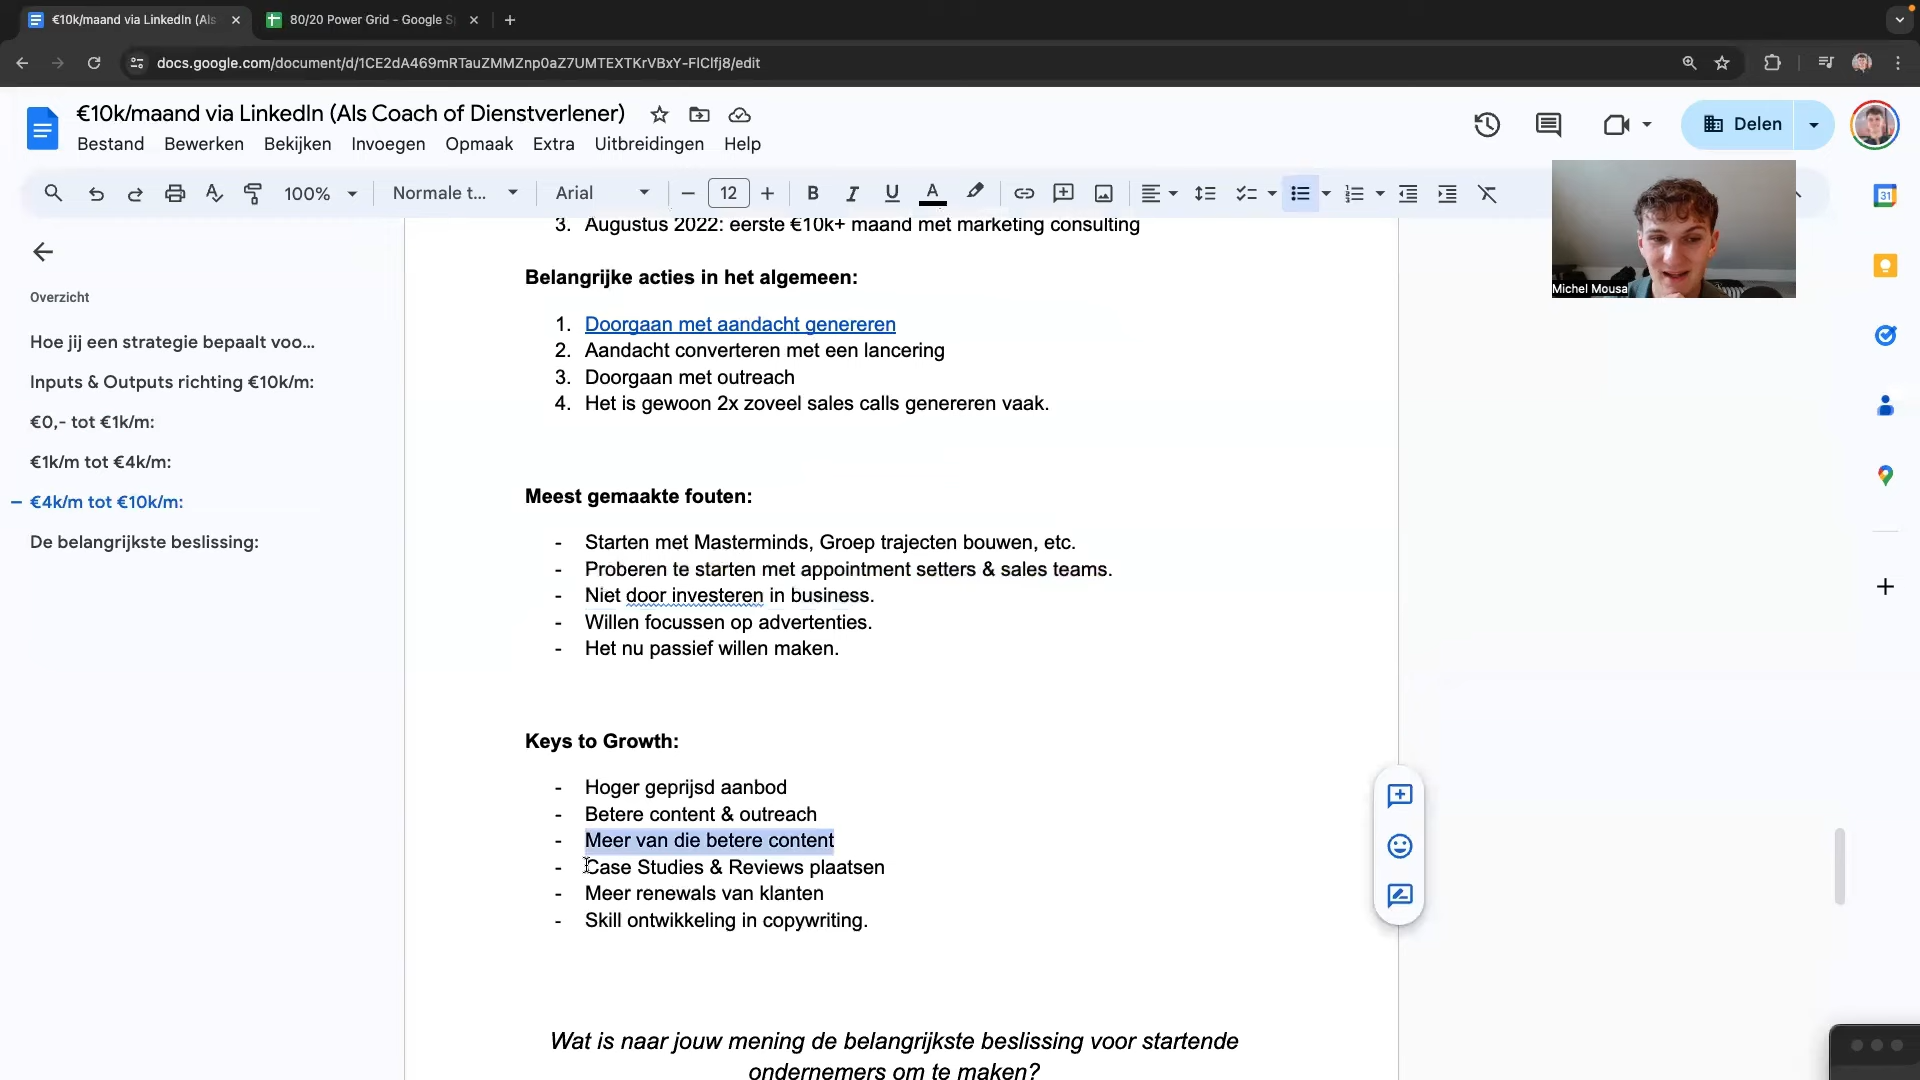 €10k/maand via LinkedIn (Als
80/20 Power Grid - Google S
docs.google.com/document/d/1CE2dA469mRTauZMMZnp0aZ7UMTEXTKrVBxY-FlClfj8/edit
€10k/maand via LinkedIn (Als Coach of Dienstverlener)
Bestand Bewerken Bekijken Invoegen Opmaak Extra Uitbreidingen Help
Delen
100% Normale t... Arial 12
31
Michel Mousa
Overzicht
Hoe jij een strategie bepaalt voo...
Inputs & Outputs richting €10k/m:
€0,- tot €1k/m:
€1k/m tot €4k/m:
€4k/m tot €10k/m:
De belangrijkste beslissing:
3. Augustus 2022: eerste €10k+ maand met marketing consulting
Belangrijke acties in het algemeen:
1. Doorgaan met aandacht genereren
2. Aandacht converteren met een lancering
3. Doorgaan met outreach
4. Het is gewoon 2x zoveel sales calls genereren vaak.
Meest gemaakte fouten:
- Starten met Masterminds, Groep trajecten bouwen, etc.
- Proberen te starten met appointment setters & sales teams.
- Niet door investeren in business.
- Willen focussen op advertenties.
- Het nu passief willen maken.
Keys to Growth:
- Hoger geprijsd aanbod
- Betere content & outreach
- Meer van die betere content
- Case Studies & Reviews plaatsen
- Meer renewals van klanten
- Skill ontwikkeling in copywriting.
Wat is naar jouw mening de belangrijkste beslissing voor startende
ondernemers om te maken?